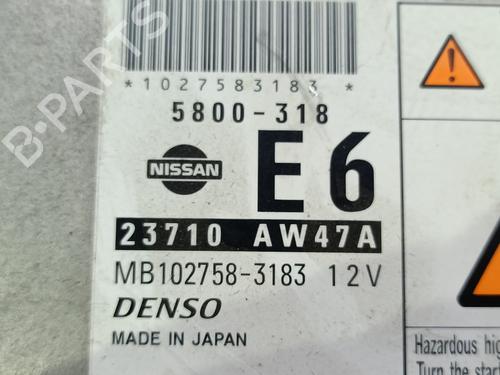 *1027583183*
5800-318
NISSAN
E6
23710 AW47A
MB102758-3183 12V
DENSO
MADE IN JAPAN
Hazardous hig
Turn the star
B-PARTS